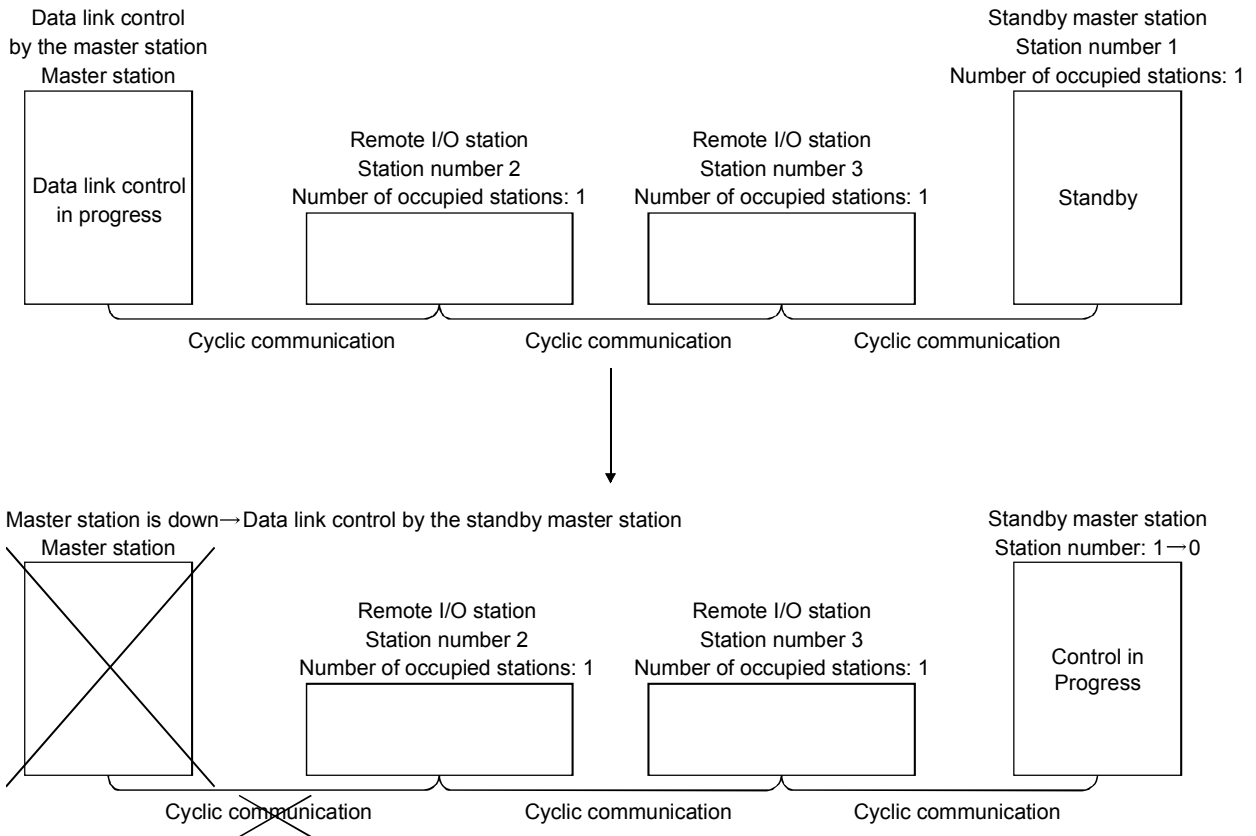 Data link control
by the master station
Master station
Standby master station
Station number 1
Number of occupied stations: 1
Data link control
in progress
Remote I/O station
Station number 2
Number of occupied stations: 1
Remote I/O station
Station number 3
Number of occupied stations: 1
Standby
Cyclic communication
Cyclic communication
Cyclic communication
Master station is down→Data link control by the standby master station
Master station
Standby master station
Station number: 1→0
Remote I/O station
Station number 2
Number of occupied stations: 1
Remote I/O station
Station number 3
Number of occupied stations: 1
Control in
Progress
Cyclic communication
Cyclic communication
Cyclic communication